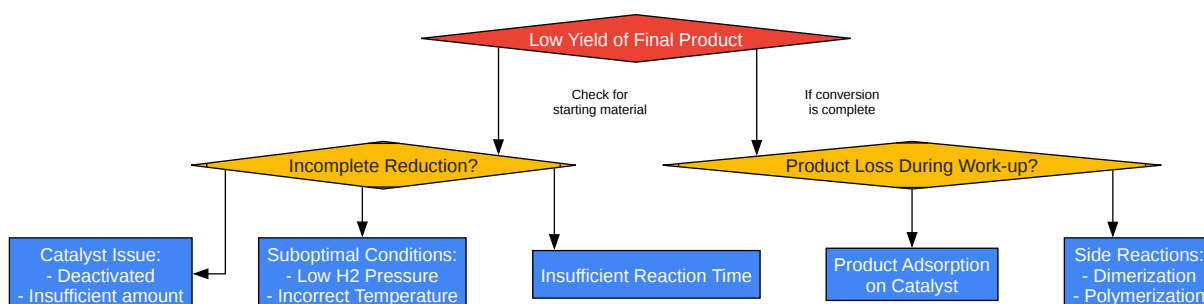 Low Yield of Final Product
Check for
starting material
If conversion
is complete
Incomplete Reduction?
Product Loss During Work-up?
Catalyst Issue:
- Deactivated
- Insufficient amount
Suboptimal Conditions:
- Low H2 Pressure
- Incorrect Temperature
Insufficient Reaction Time
Product Adsorption
on Catalyst
Side Reactions:
- Dimerization
- Polymerization